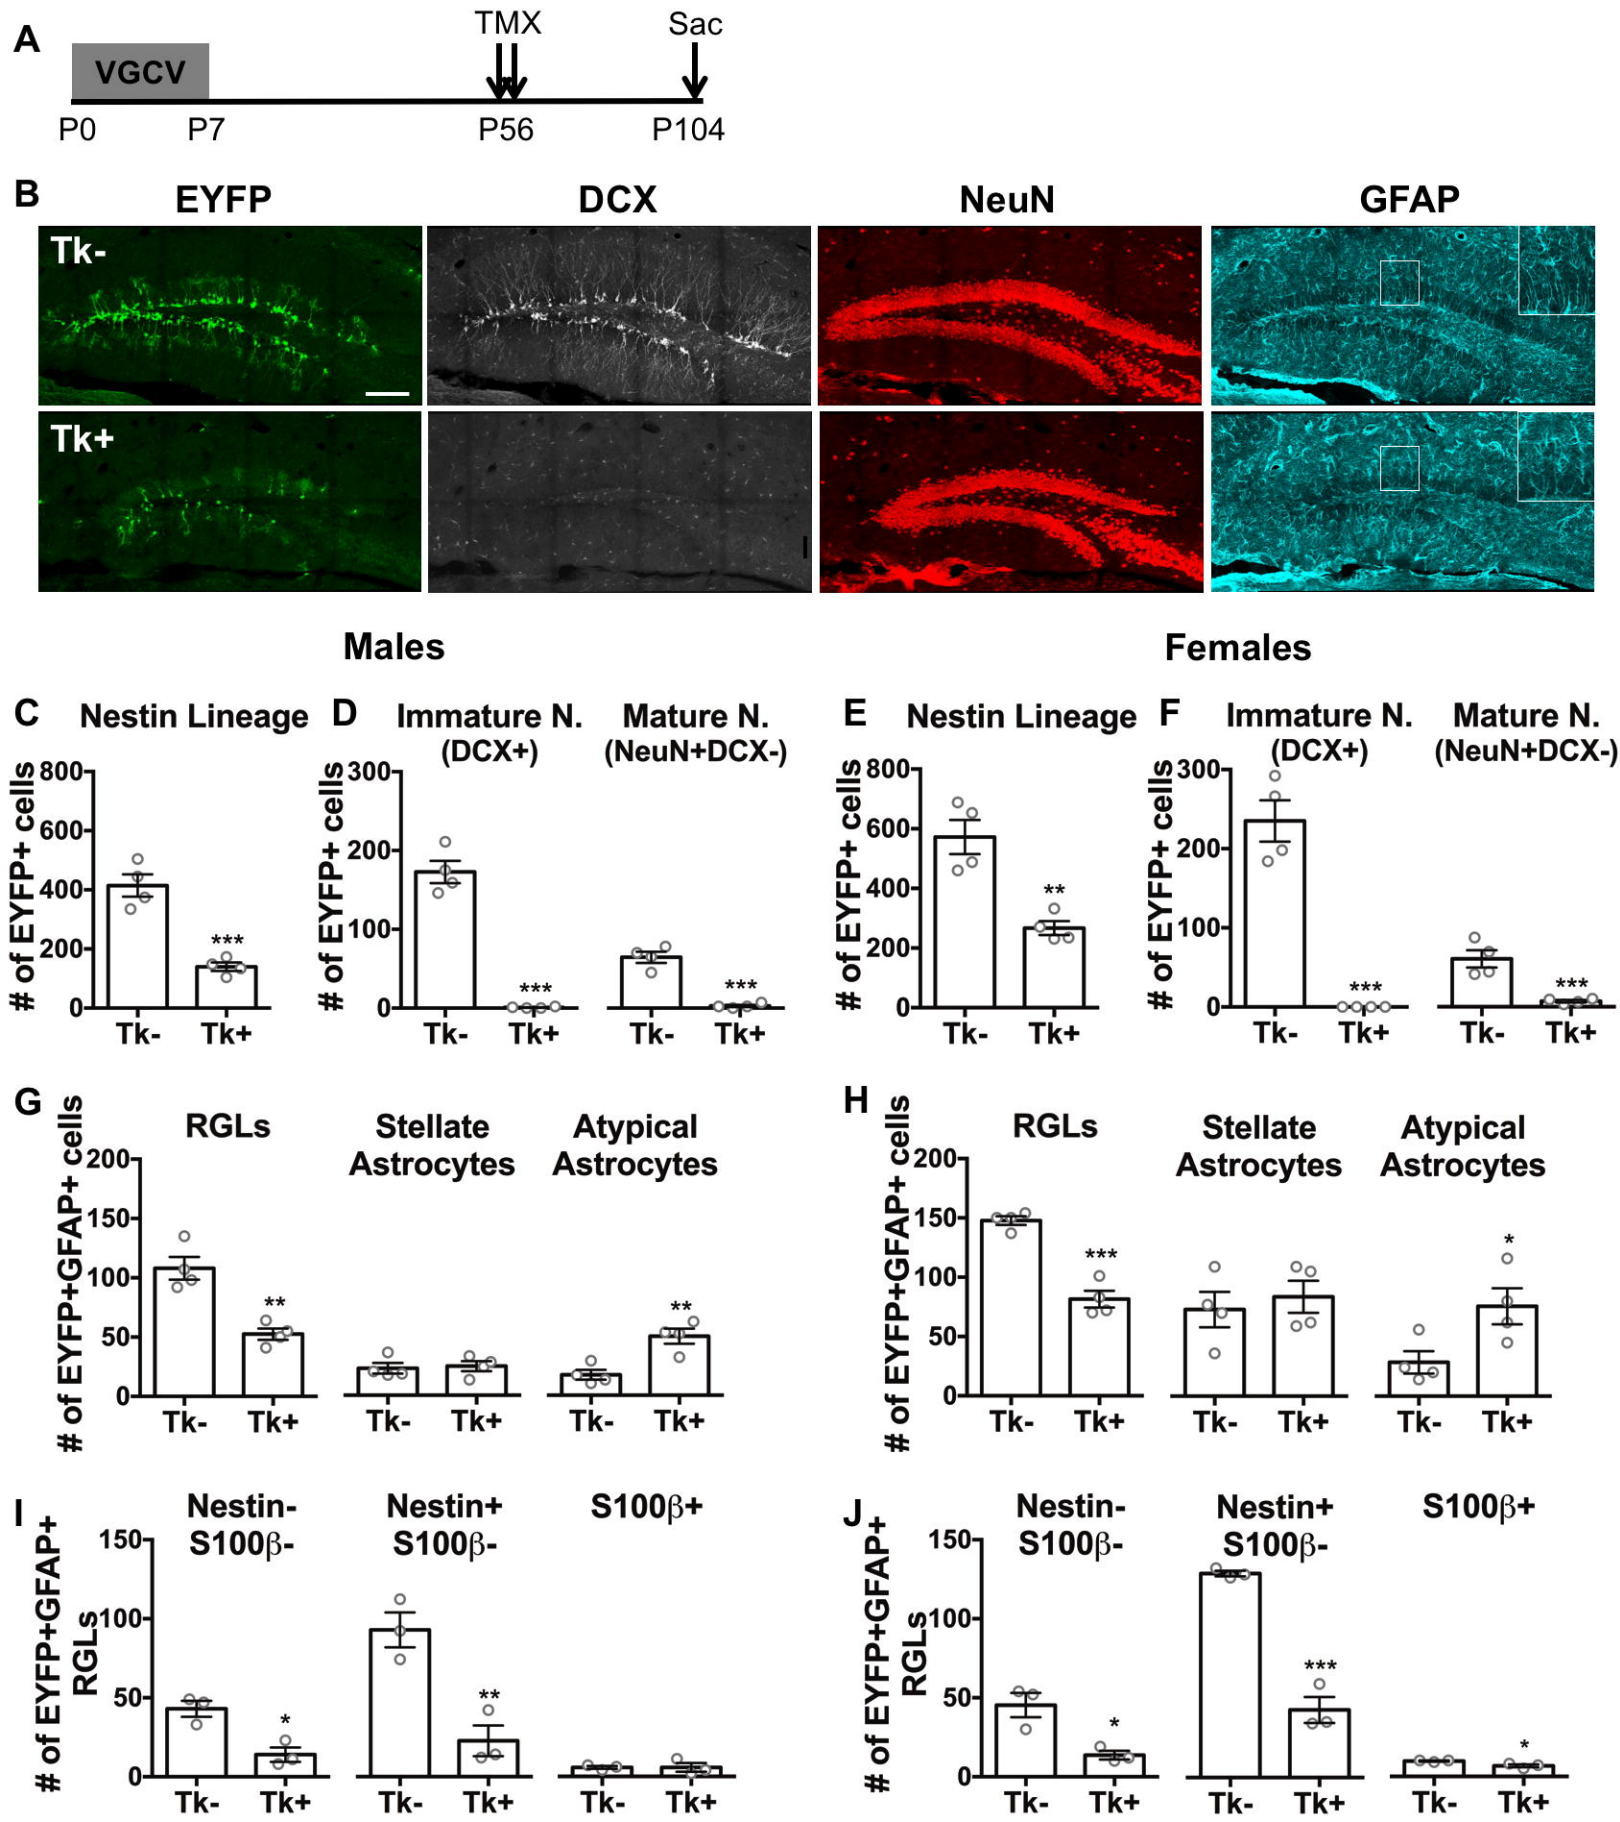 A
TMX
Sac
VGCV
P0 P7 P56 P104
B
EYFP DCX NeuN GFAP
Tk-
Tk+
Males
Females
C Nestin Lineage
# of EYFP+ cells
800
600
400
200
0
***
Tk- Tk+
D Immature N.
(DCX+)
Mature N.
(NeuN+DCX-)
# of EYFP+ cells
300
200
100
0
*** ***
Tk- Tk+ Tk- Tk+
E Nestin Lineage
# of EYFP+ cells
800
600
400
200
0
**
Tk- Tk+
F Immature N.
(DCX+)
Mature N.
(NeuN+DCX-)
# of EYFP+ cells
300
200
100
0
*** ***
Tk- Tk+ Tk- Tk+
G
# of EYFP+GFAP+ cells
RGLs
Stellate
Astrocytes
Atypical
Astrocytes
200
150
100
50
0
** **
Tk- Tk+ Tk- Tk+ Tk- Tk+
H
# of EYFP+GFAP+ cells
RGLs
Stellate
Astrocytes
Atypical
Astrocytes
200
150
100
50
0
*** *
Tk- Tk+ Tk- Tk+ Tk- Tk+
I
# of EYFP+GFAP+
RGLs
Nestin-
S100β-
Nestin+
S100β-
S100β+
150
100
50
0
* **
Tk- Tk+ Tk- Tk+ Tk- Tk+
J
# of EYFP+GFAP+
RGLs
Nestin-
S100β-
Nestin+
S100β-
S100β+
150
100
50
0
* *** *
Tk- Tk+ Tk- Tk+ Tk- Tk+